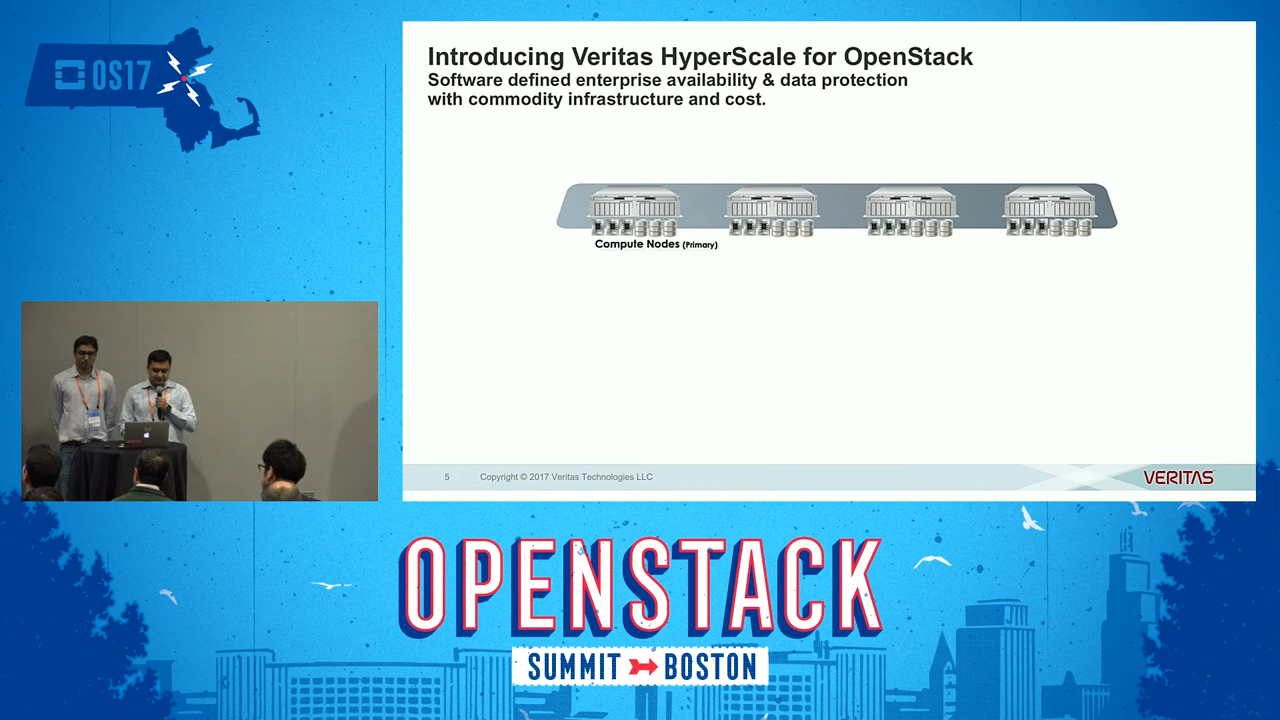 OS17
Introducing Veritas HyperScale for OpenStack
Software defined enterprise availability & data protection
with commodity infrastructure and cost.
Compute Nodes (Primary)
5 Copyright © 2017 Veritas Technologies LLC
VERITAS
OPENSTACK
SUMMIT BOSTON